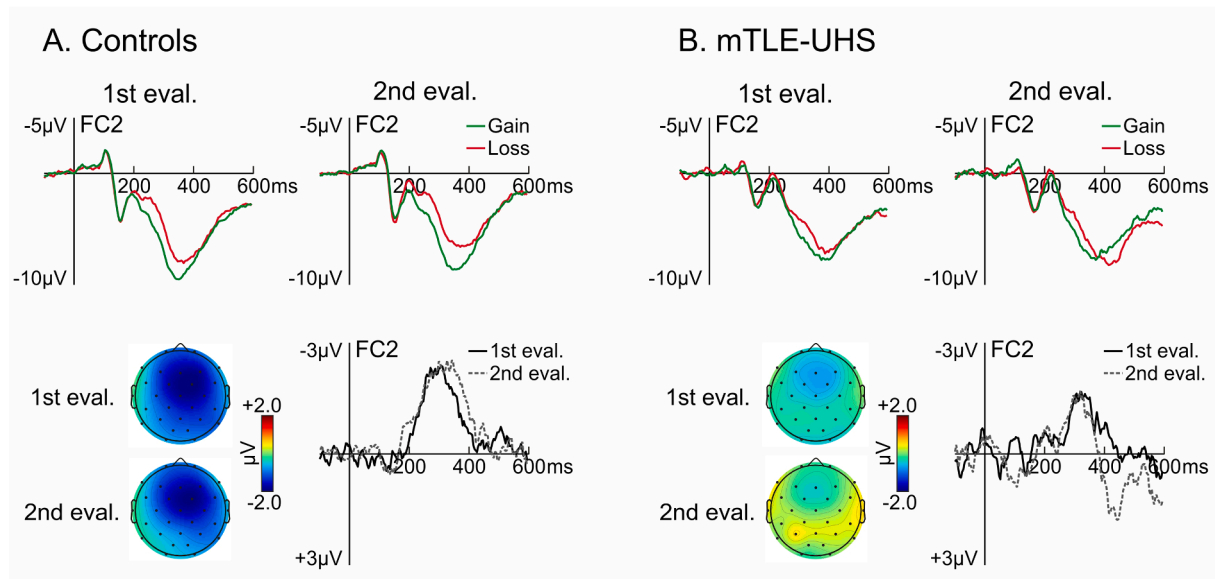 A. Controls
B. mTLE-UHS
1st eval.
2nd eval.
1st eval.
2nd eval.
-5µV FC2
-5µV FC2
Gain
Loss
-5µV FC2
-5µV FC2
Gain
Loss
200 400 600ms
200 400 600ms
200 400 600ms
200 400 600ms
-10µV
-10µV
-10µV
-10µV
1st eval.
2nd eval.
+2.0
µV
-2.0
-3µV FC2
1st eval.
2nd eval.
200 400 600ms
+3µV
1st eval.
2nd eval.
+2.0
µV
-2.0
-3µV FC2
1st eval.
2nd eval.
200 400 600ms
+3µV